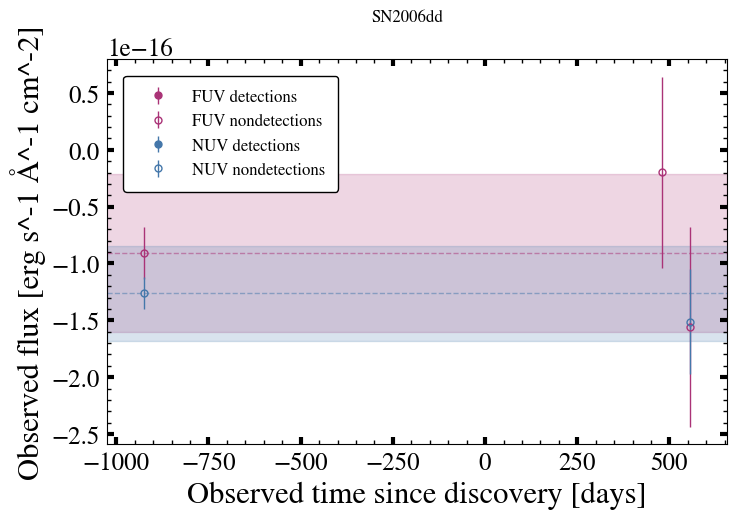 SN2006dd
1e−16
FUV detections
FUV nondetections
NUV detections
NUV nondetections
0.5
0.0
−0.5
−1.0
−1.5
−2.0
−2.5
Observed flux [erg s^-1 Å^-1 cm^-2]
−1000 −750 −500 −250 0 250 500
Observed time since discovery [days]